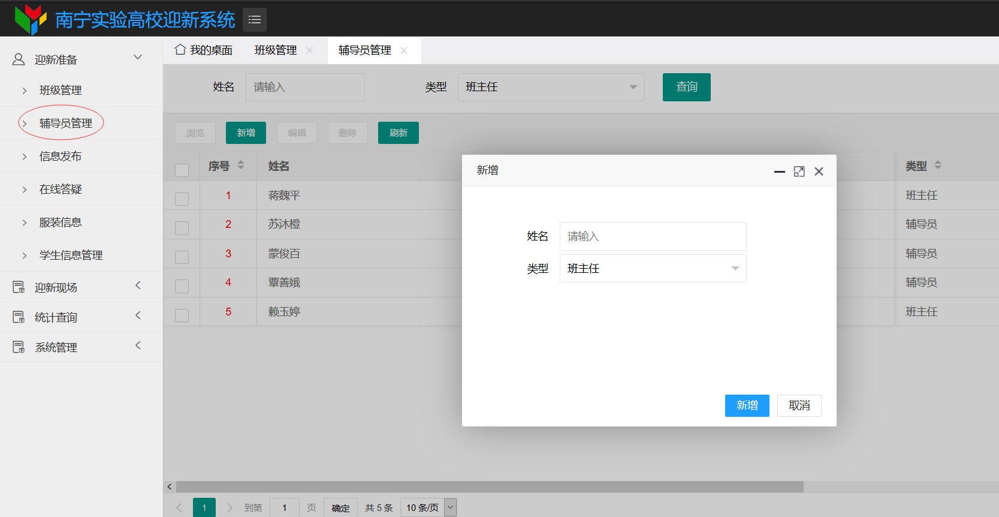 南宁实验高校迎新系统
迎新准备
班级管理
辅导员管理
信息发布
在线答疑
服装信息
学生信息管理
迎新现场
统计查询
系统管理
我的桌面 班级管理 辅导员管理
姓名 请输入 类型 班主任 查询
浏览 新增 编辑 删除 刷新
序号 姓名 类型
1 蒋魏平 班主任
2 苏沐橙 辅导员
3 蒙俊百 辅导员
4 覃善娥 辅导员
5 赖玉婷 班主任
新增
姓名 请输入
类型 班主任
新增 取消
1 到第 1 页 确定 共 5 条 10 条/页